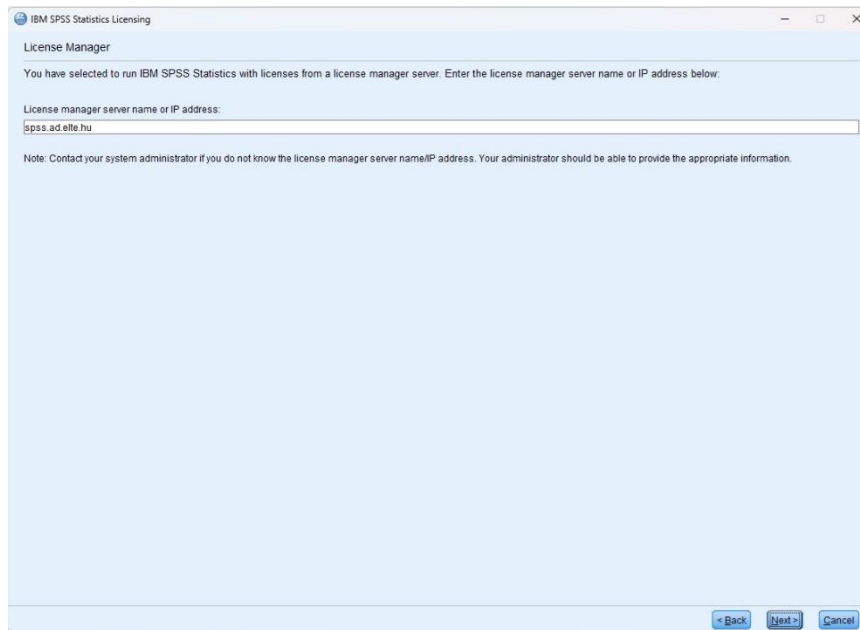 IBM SPSS Statistics Licensing
License Manager
You have selected to run IBM SPSS Statistics with licenses from a license manager server. Enter the license manager server name or IP address below:
License manager server name or IP address:
spss.ad.elte.hu
Note: Contact your system administrator if you do not know the license manager server name/IP address. Your administrator should be able to provide the appropriate information.
< Back Next > Cancel